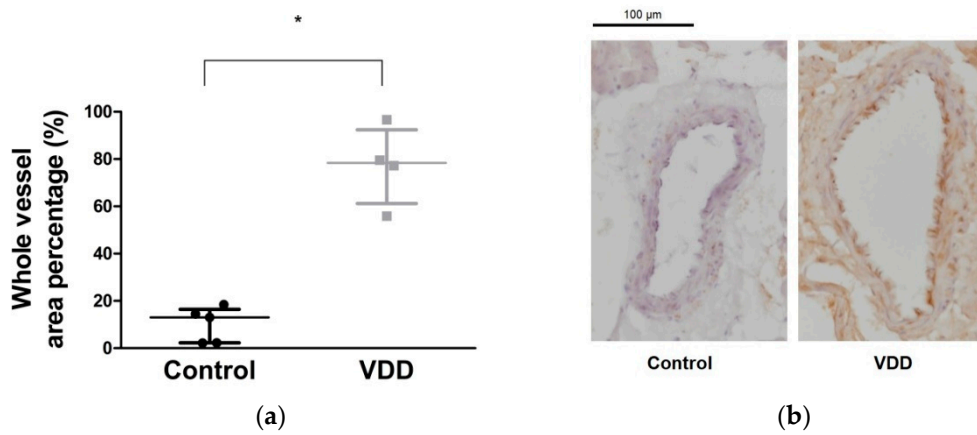 *
Whole vessel
area percentage (%)
100
80
60
40
20
0
Control
VDD
(a)
100 µm
Control
VDD
(b)